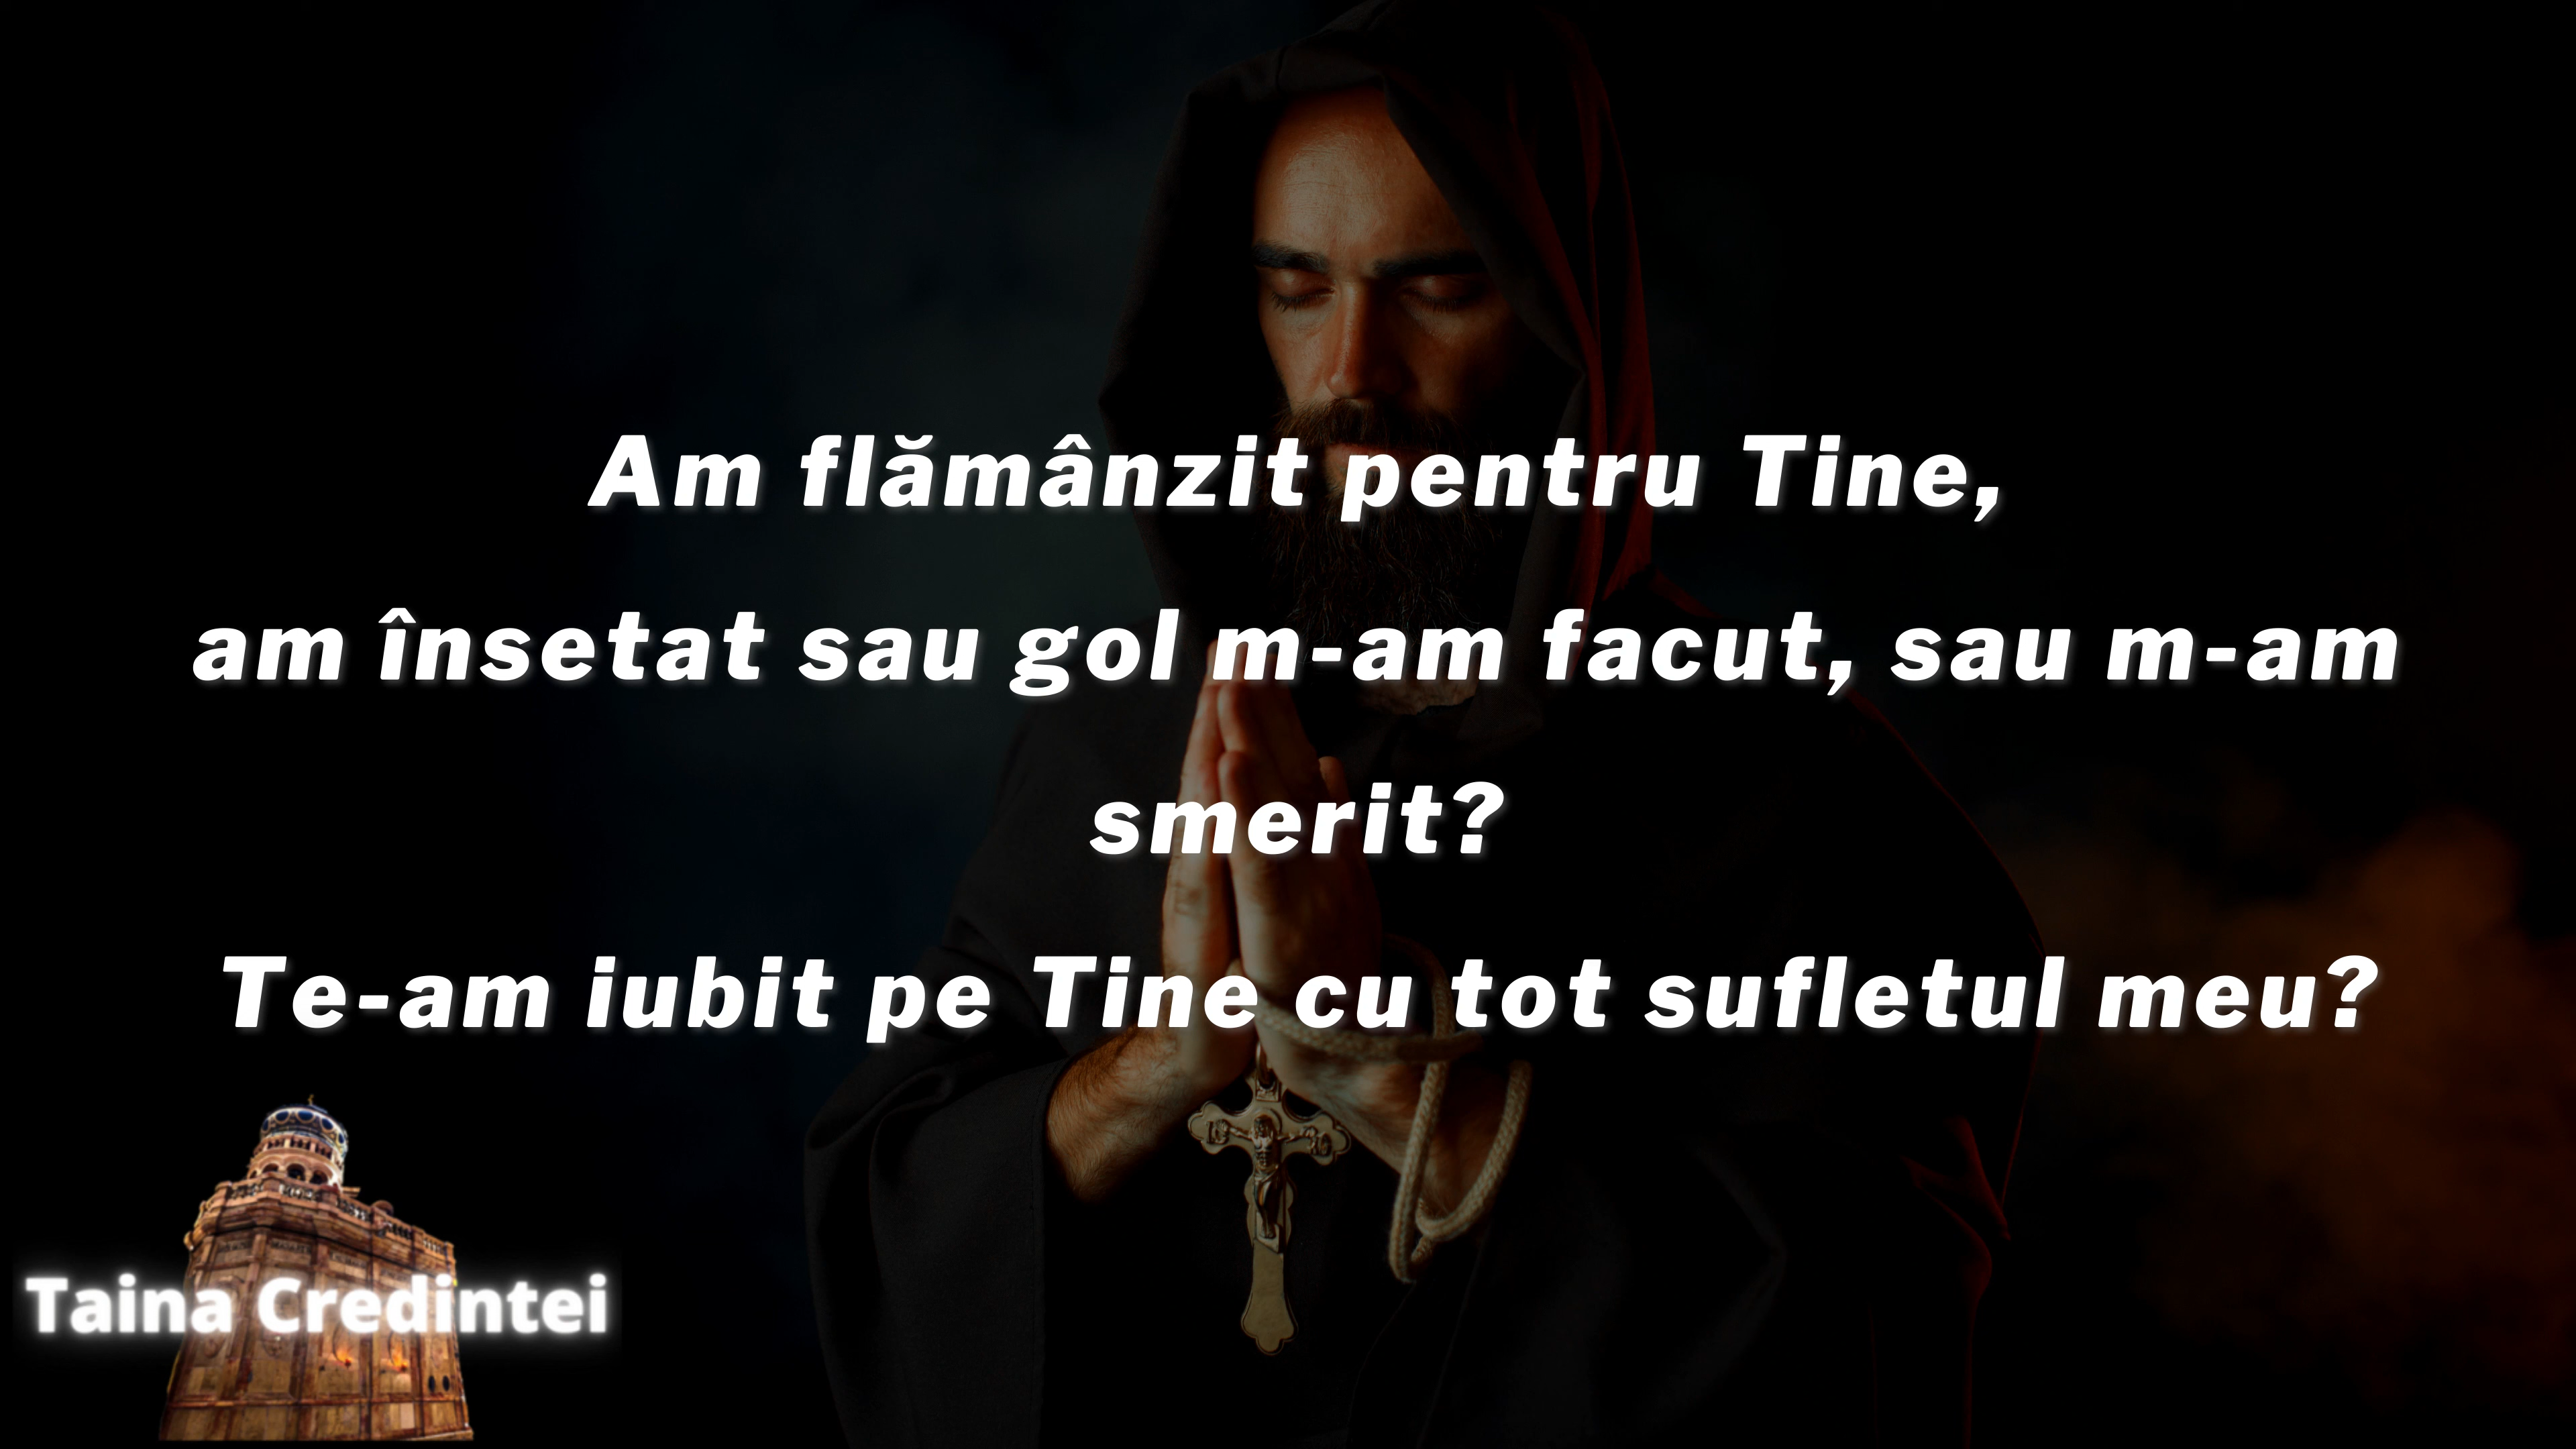 Am flămânzit pentru Tine,
am însetat sau gol m-am facut, sau m-am
smerit?
Te-am iubit pe Tine cu tot sufletul meu?
Taina Credintei